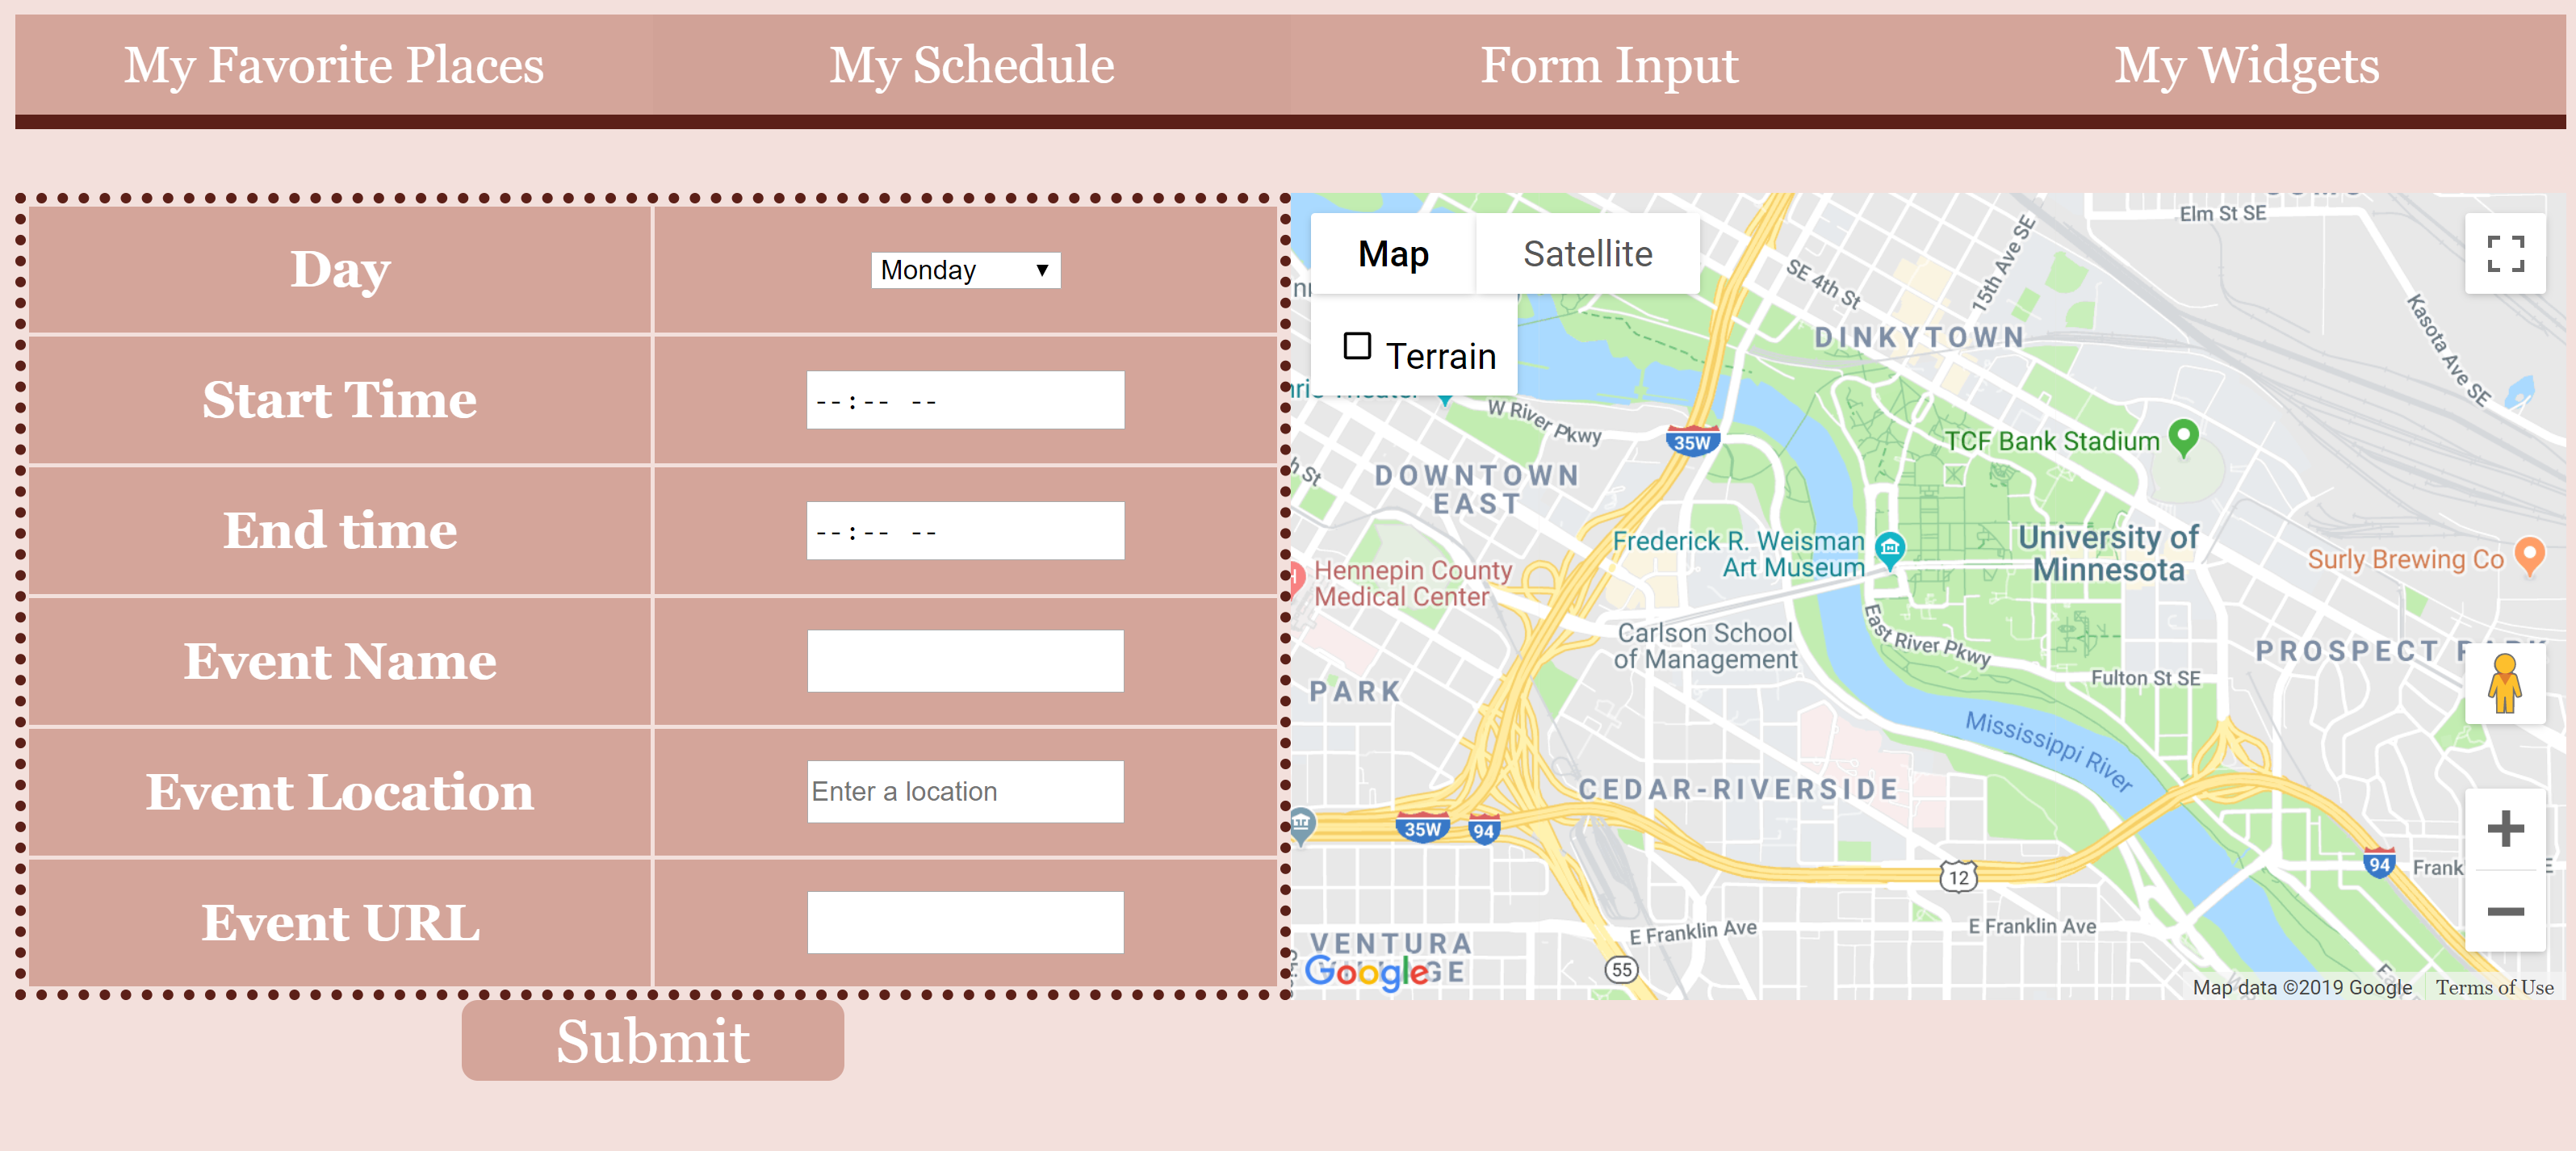 My Favorite Places
My Schedule
Form Input
My Widgets
Day
Monday
Start Time
--:-- --
End time
--:-- --
Event Name
Event Location
Enter a location
Event URL
Submit
Map
Satellite
Terrain
Elm St SE
15th Ave SE
SE 4th St
Kasota Ave SE
DINKYTOWN
W River Pkwy
35W
TCF Bank Stadium
DOWNTOWN
EAST
Frederick R. Weisman
Art Museum
University of
Minnesota
Surly Brewing Co
Hennepin County
Medical Center
Carlson School
of Management
East River Pkwy
PROSPECT
PARK
Fulton St SE
Mississippi River
CEDAR-RIVERSIDE
35W
94
12
94
E Franklin Ave
E Franklin Ave
VENTURA
55
Google
Map data ©2019 Google
Terms of Use